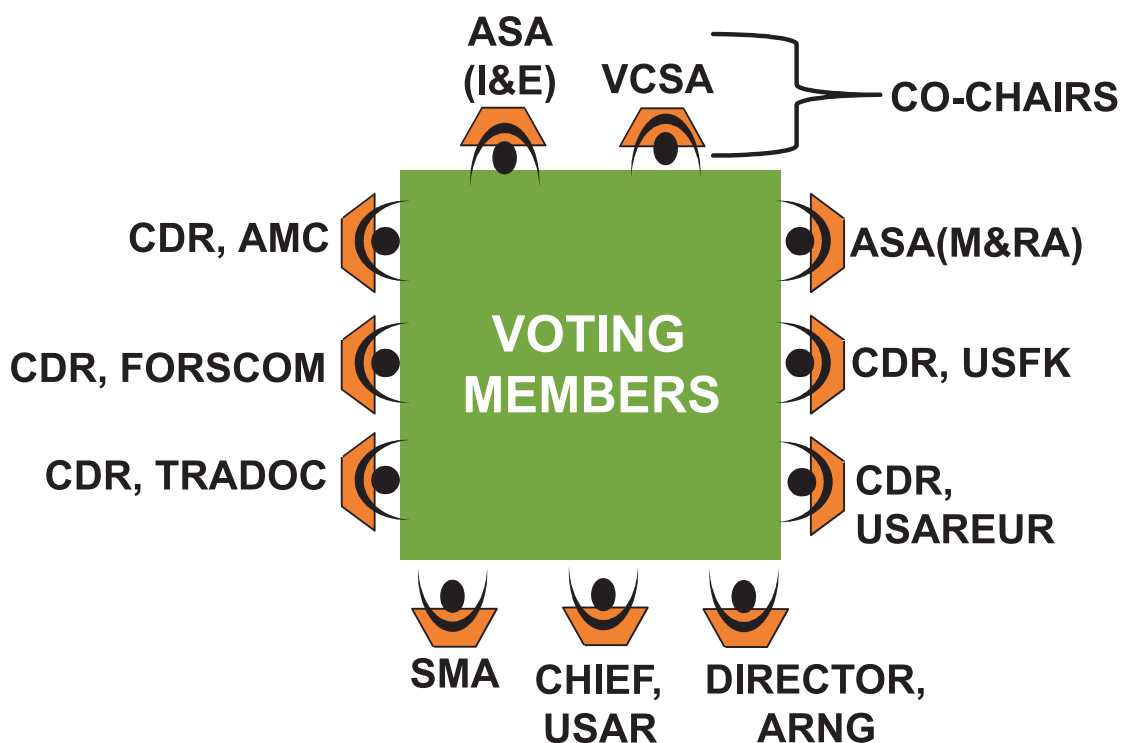 ASA
(I&E)
VCSA
CO-CHAIRS
CDR, AMC
ASA(M&RA)
VOTING
MEMBERS
CDR, FORSCOM
CDR, USFK
CDR, TRADOC
CDR,
USAREUR
SMA
CHIEF,
USAR
DIRECTOR,
ARNG